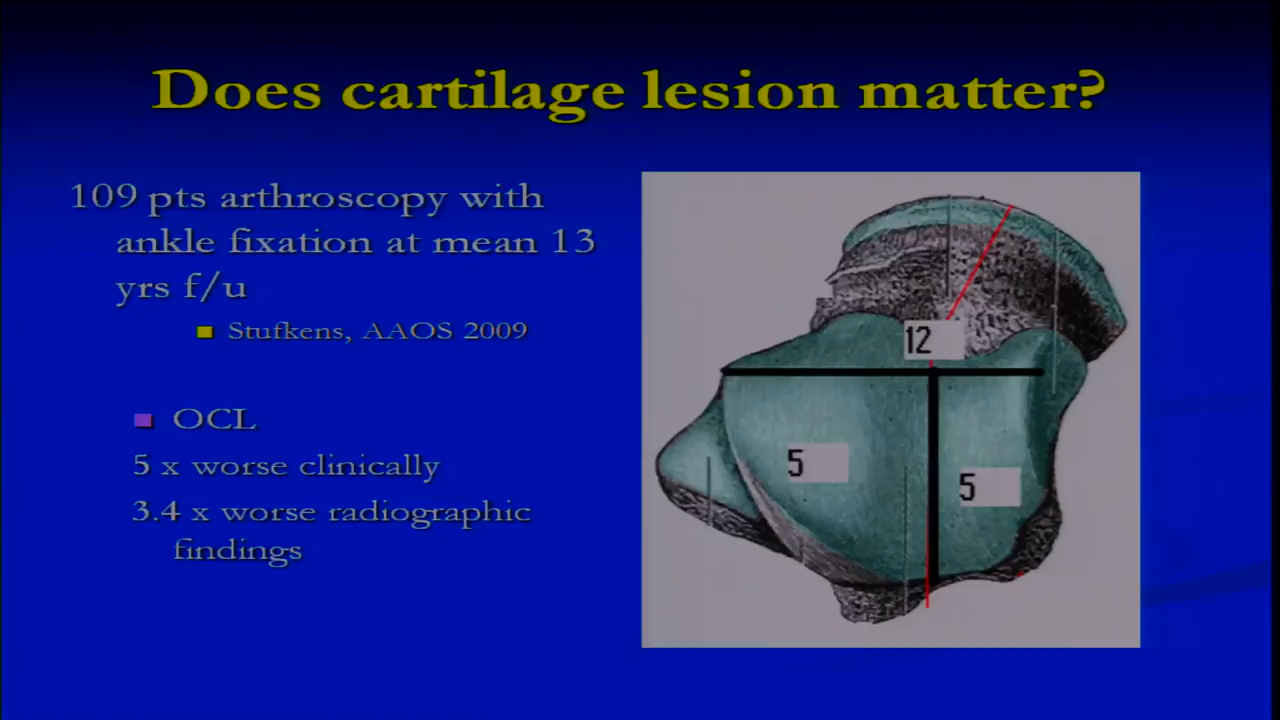 Does cartilage lesion matter?
109 pts arthroscopy with
ankle fixation at mean 13
yrs f/u
Stufkens, AAOS 2009
OCL
5 x worse clinically
3.4 x worse radiographic
findings
12
5
5